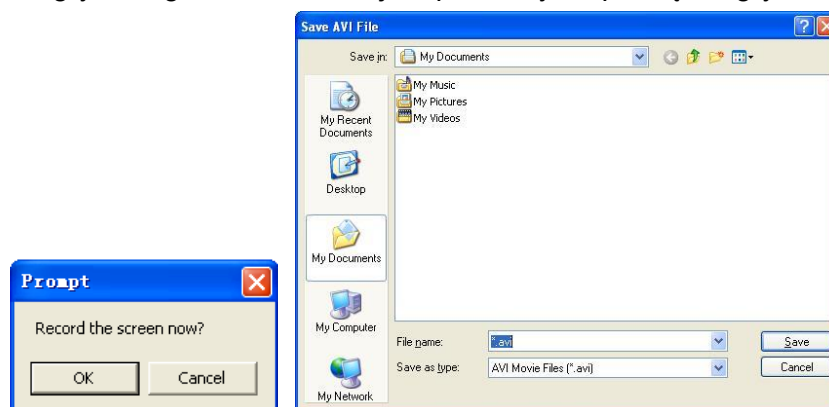 Save AVI File
Save in:
My Documents
My Music
My Pictures
My Videos
My Recent
Documents
Desktop
My Documents
My Computer
My Network
File name:
*.avi
Save
Save as type:
AVI Movie Files (*.avi)
Cancel
Prompt
Record the screen now?
OK
Cancel